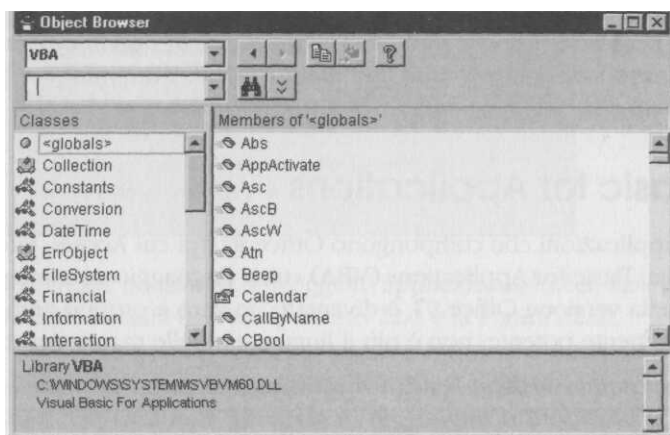 Object Browser
VBA
Classes
Members of '<globals>'
<globals>
Collection
Constants
Conversion
DateTime
ErrObject
FileSystem
Financial
Information
Interaction
Abs
AppActivate
Asc
AscB
AscW
Atn
Beep
Calendar
CallByName
CBool
Library VBA
C:\WINDOWS\SYSTEM\MSVBVM60.DLL
Visual Basic For Applications